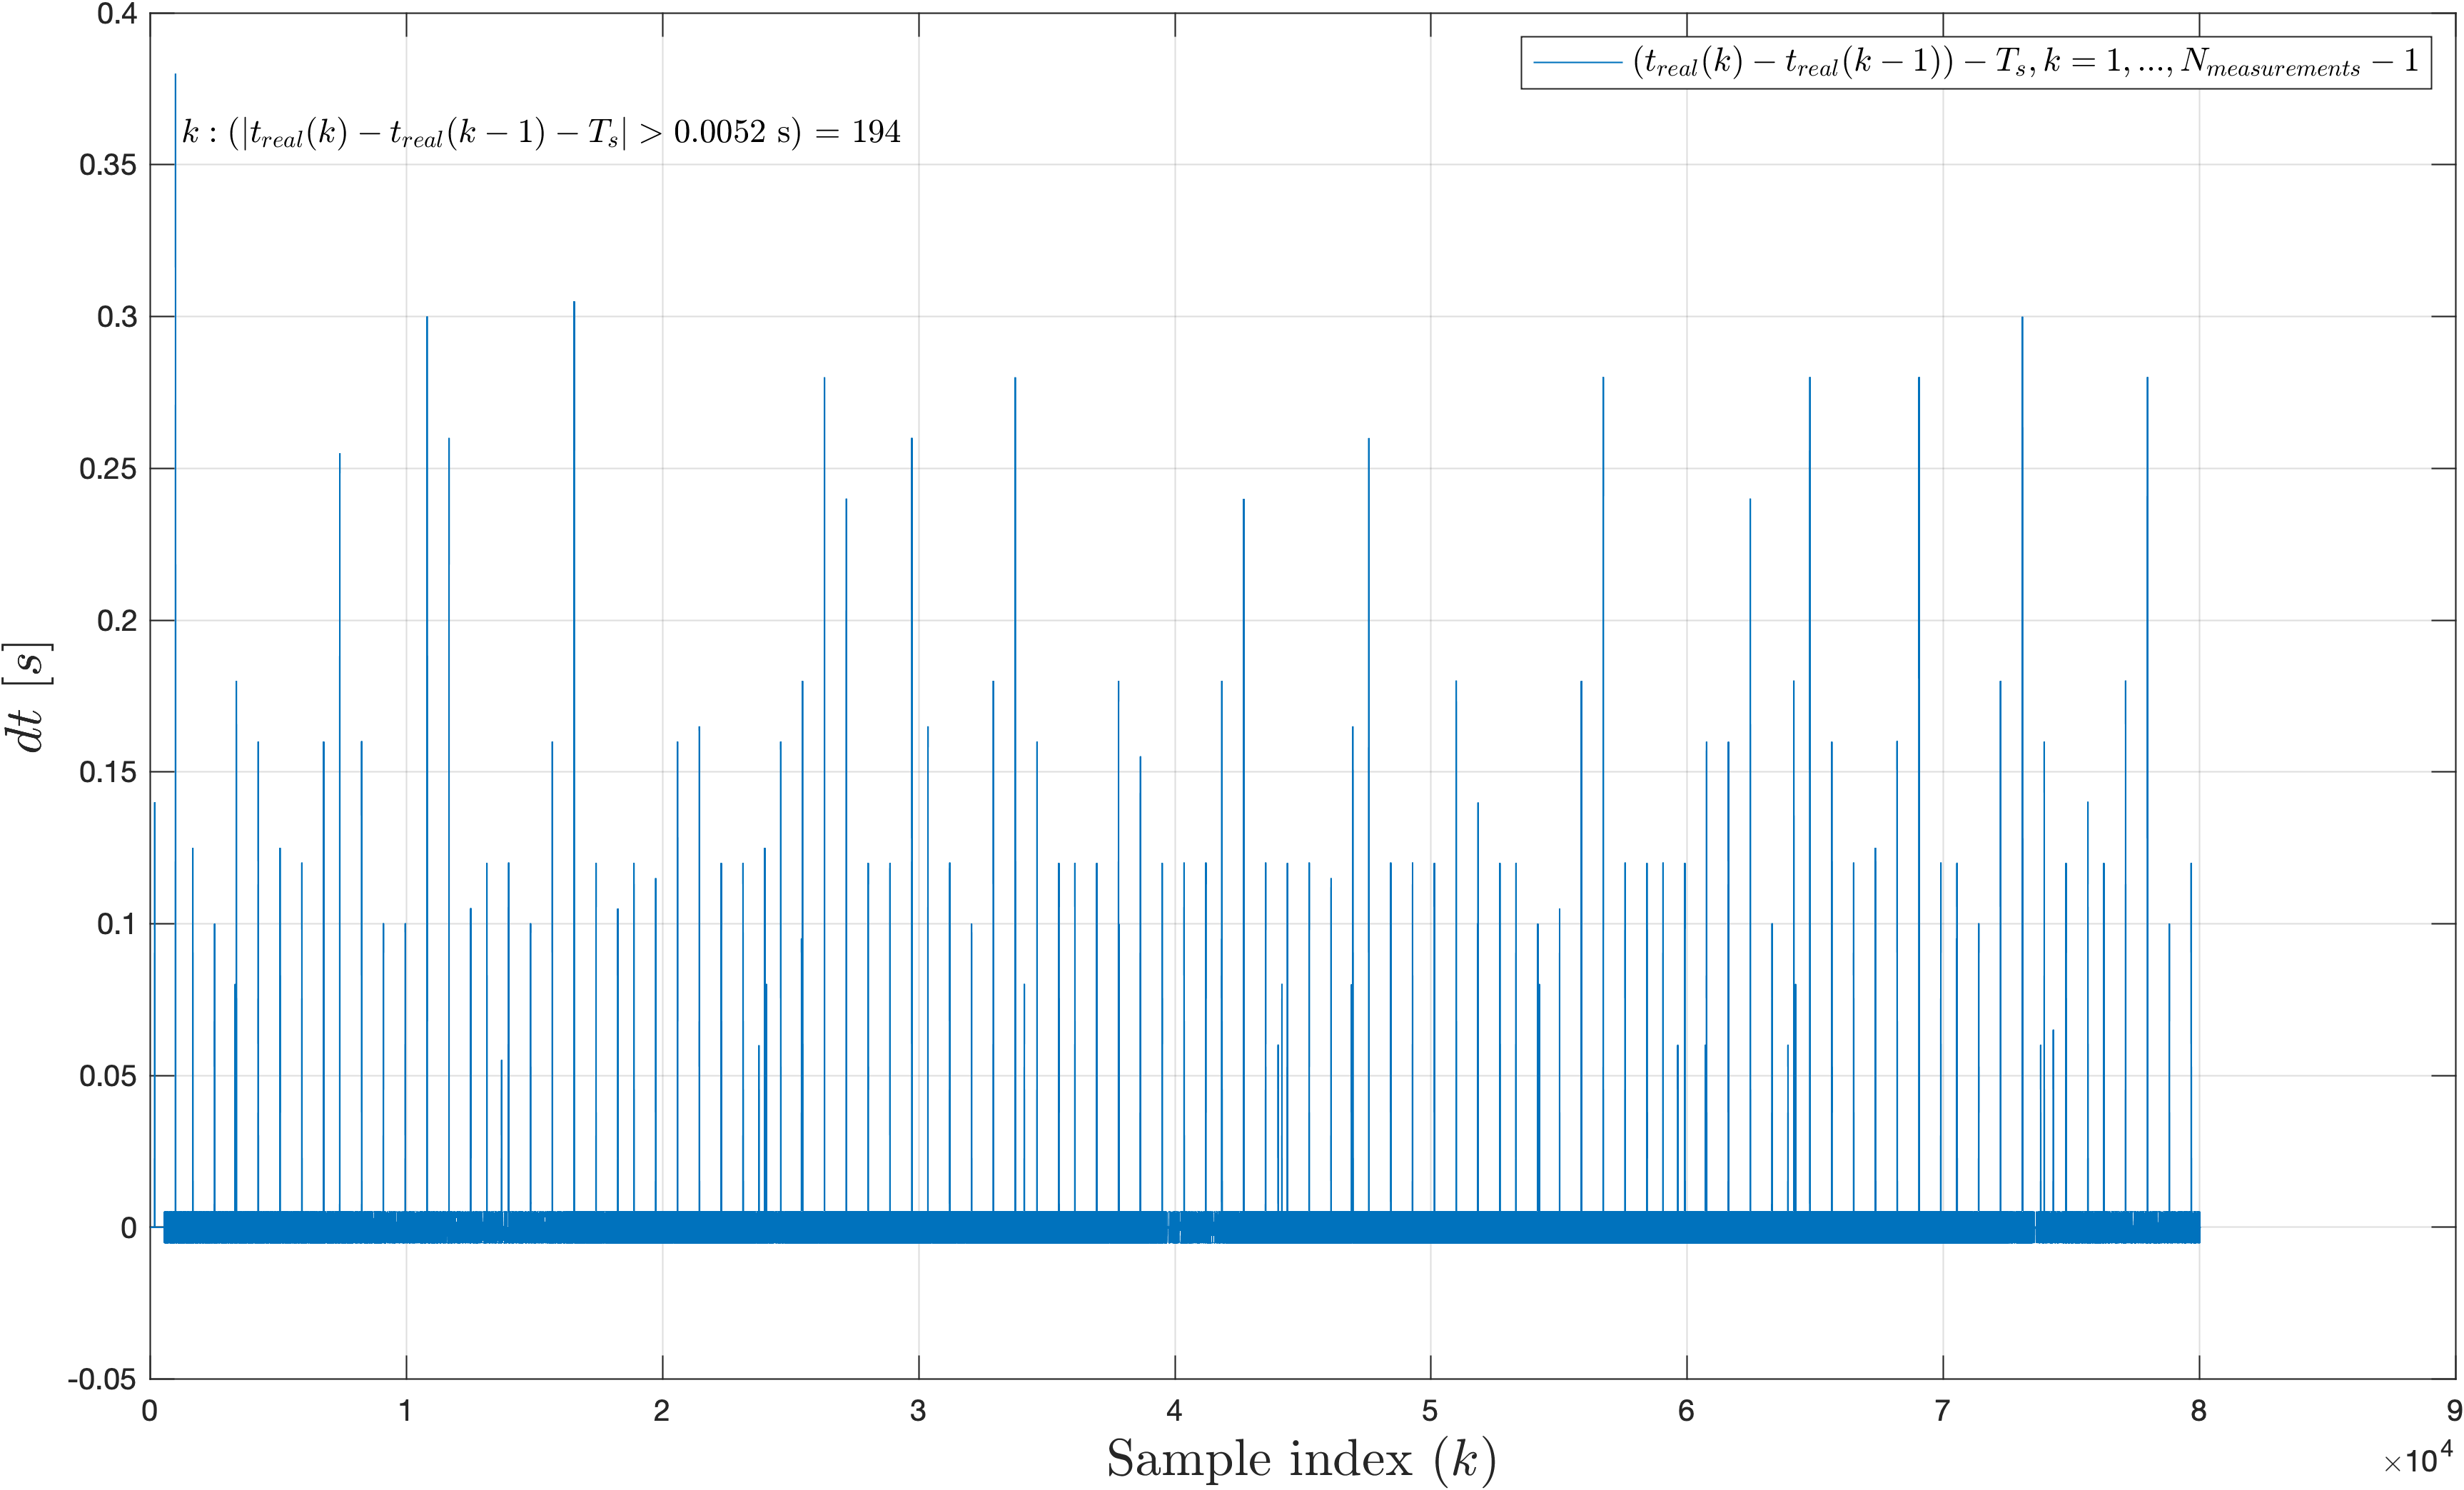 0.4
0.35
0.3
0.25
0.2
0.15
0.1
0.05
0
-0.05
dt [s]
(t_real(k) − t_real(k − 1)) − T_s, k = 1, ..., N_measurements − 1
k : (|t_real(k) − t_real(k − 1) − T_s| > 0.0052 s) = 194
0 1 2 3 4 5 6 7 8 9
×10^4
Sample index (k)